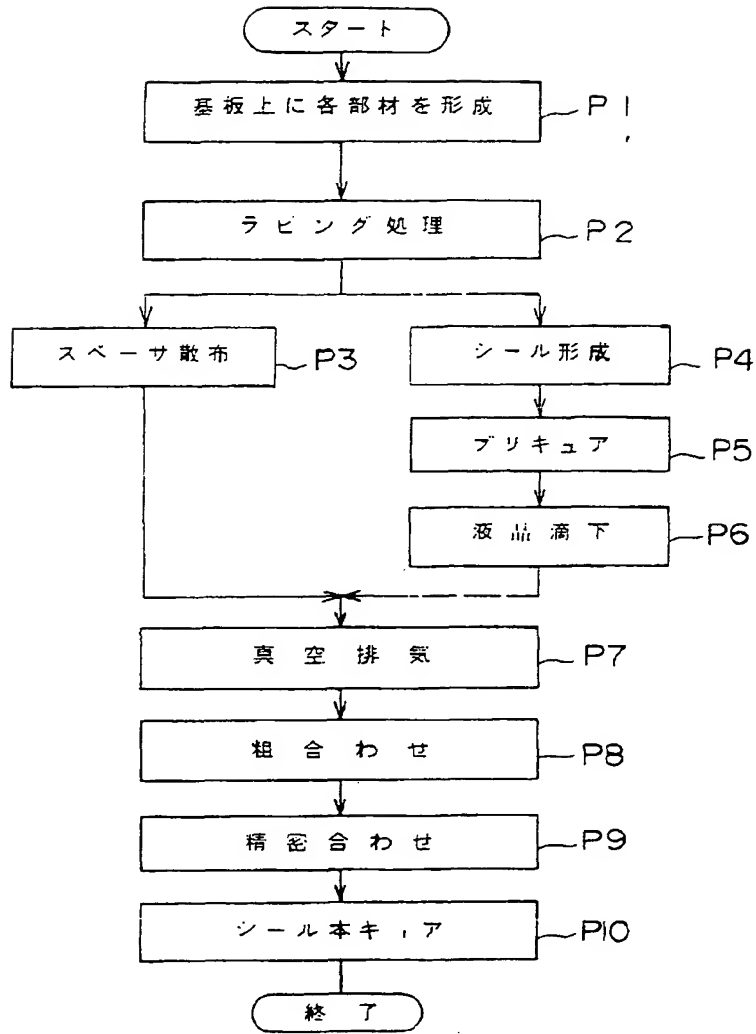 スタート
基板上に各部材を形成
P1
ラビング処理
P2
スペーサ散布
P3
シール形成
P4
プリキュア
P5
液晶滴下
P6
真空排気
P7
粗合わせ
P8
精密合わせ
P9
シール本キュア
P10
終了